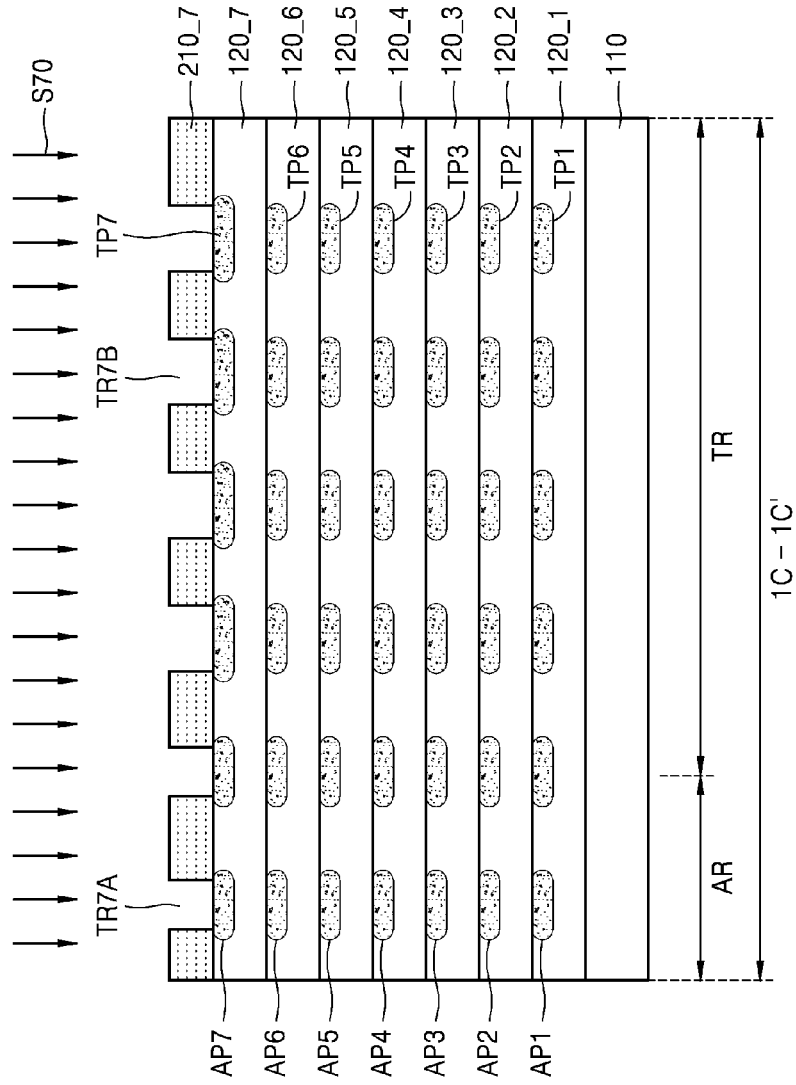 S70
210_7
120_7
120_6
120_5
120_4
120_3
120_2
120_1
110
TP7
TP6
TP5
TP4
TP3
TP2
TP1
TR7B
TR7A
AP7
AP6
AP5
AP4
AP3
AP2
AP1
TR
AR
1C - 1C'